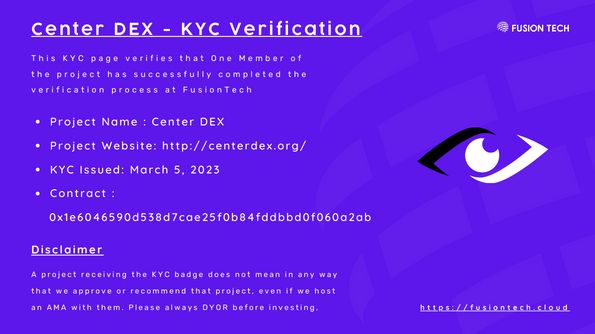 Center DEX - KYC Verification
FUSION TECH
This KYC page verifies that One Member of
the project has successfully completed the
verification process at FusionTech
Project Name : Center DEX
Project Website: http://centerdex.org/
KYC Issued: March 5, 2023
Contract :
0x1e6046590d538d7cae25f0b84fddbbd0f060a2ab
Disclaimer
A project receiving the KYC badge does not mean in any way
that we approve or recommend that project, even if we host
an AMA with them. Please always DYOR before investing.
https://fusiontech.cloud